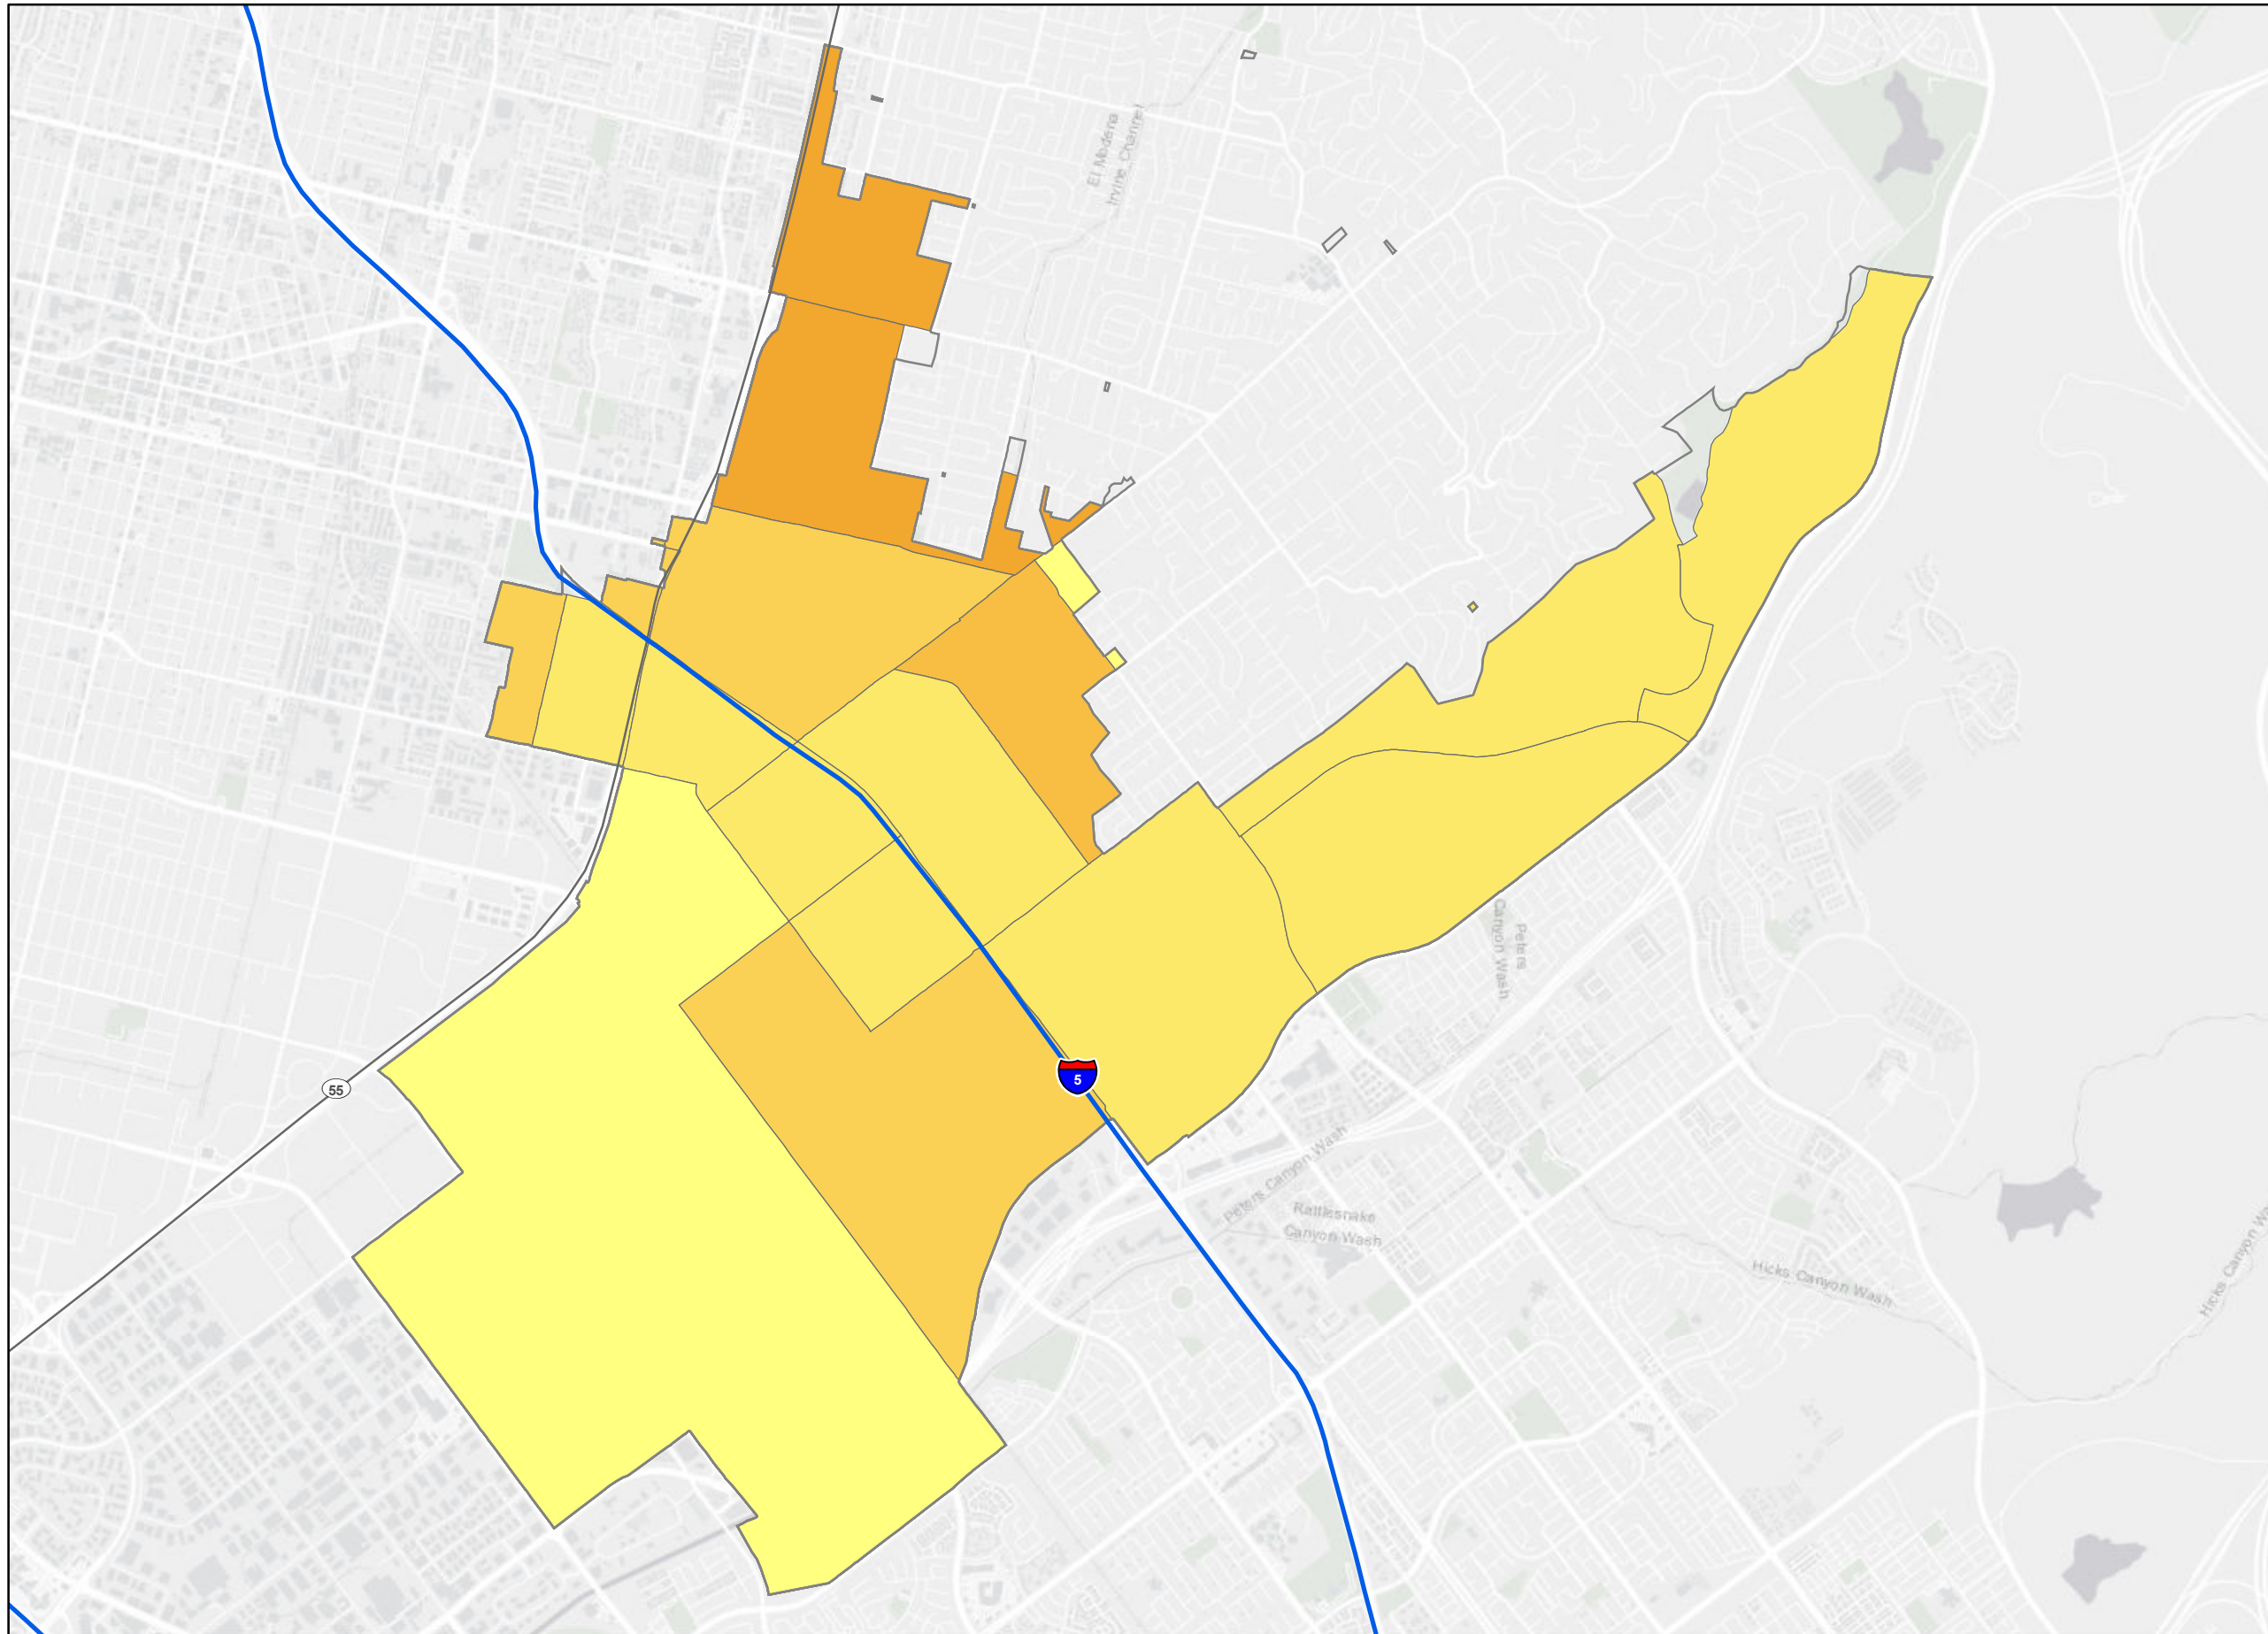 El Modena
Irvine Channel
Peters
Canyon Wash
55
5
Peters Canyon Wash
Rattlesnake
Canyon Wash
Hicks Canyon Wash
Hicks Canyon Wa